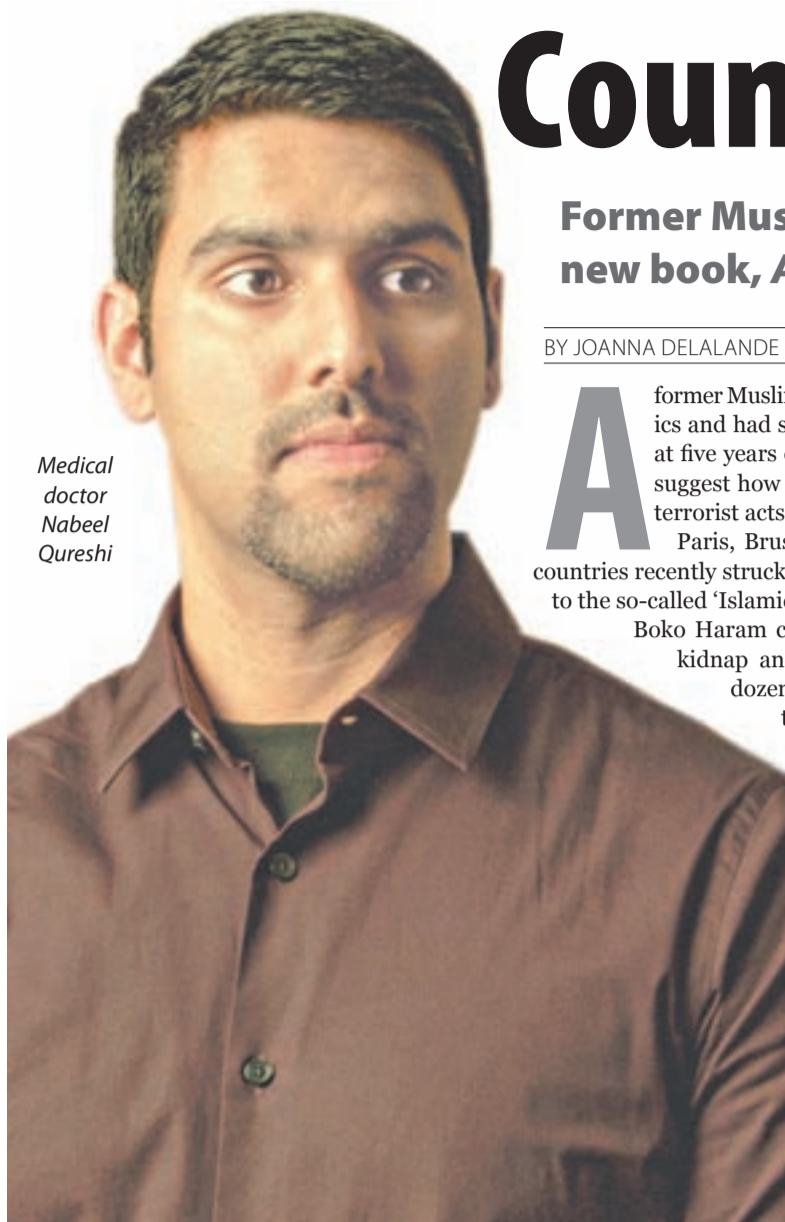 Coun
Former Mus
new book, A
BY JOANNA DELALANDE
A
former Musli
ics and had s
at five years
suggest how
terrorist acts
Paris, Brus
countries recently struck
to the so-called ‘Islami
Boko Haram c
kidnap an
dozen
t
Medical
doctor
Nabeel
Qureshi